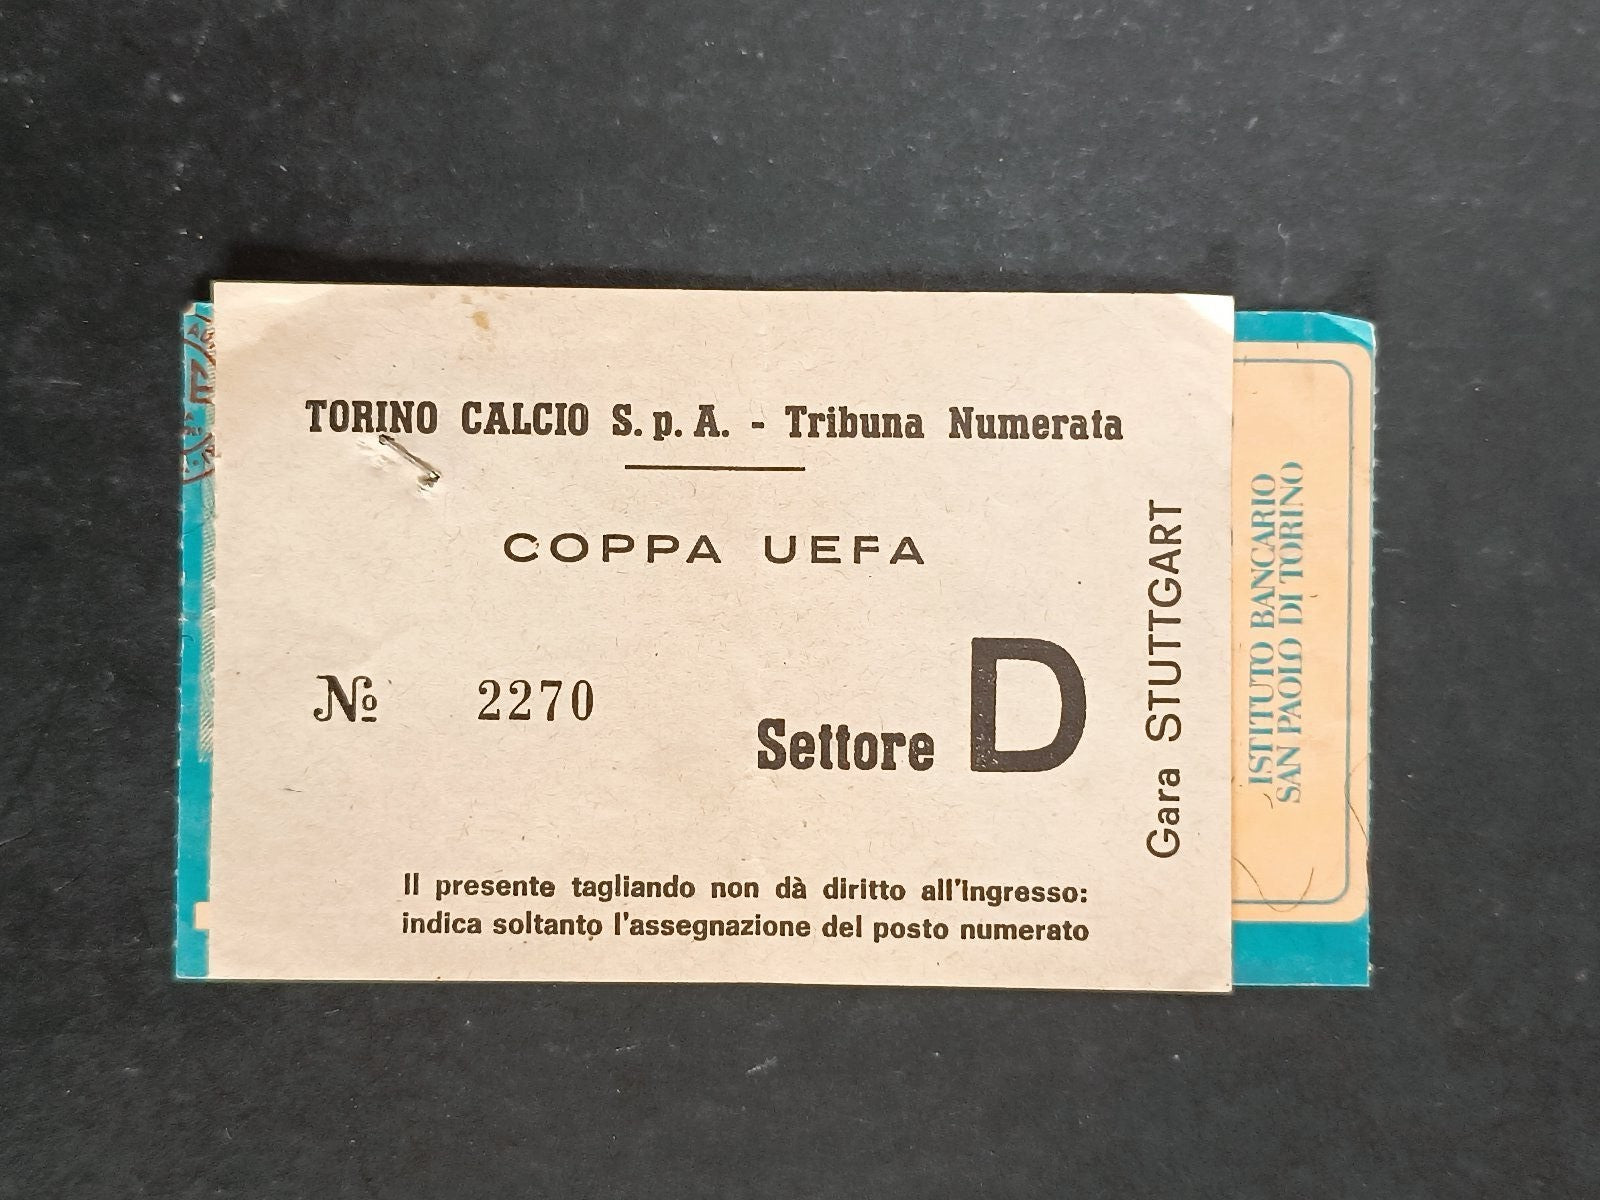 TORINO CALCIO S.p.A. - Tribuna Numerata
COPPA UEFA
Nº 2270
Settore D
Gara STUTTGART
Il presente tagliando non dà diritto all'ingresso:
indica soltanto l'assegnazione del posto numerato
ISTITUTO BANCARIO
SAN PAOLO DI TORINO